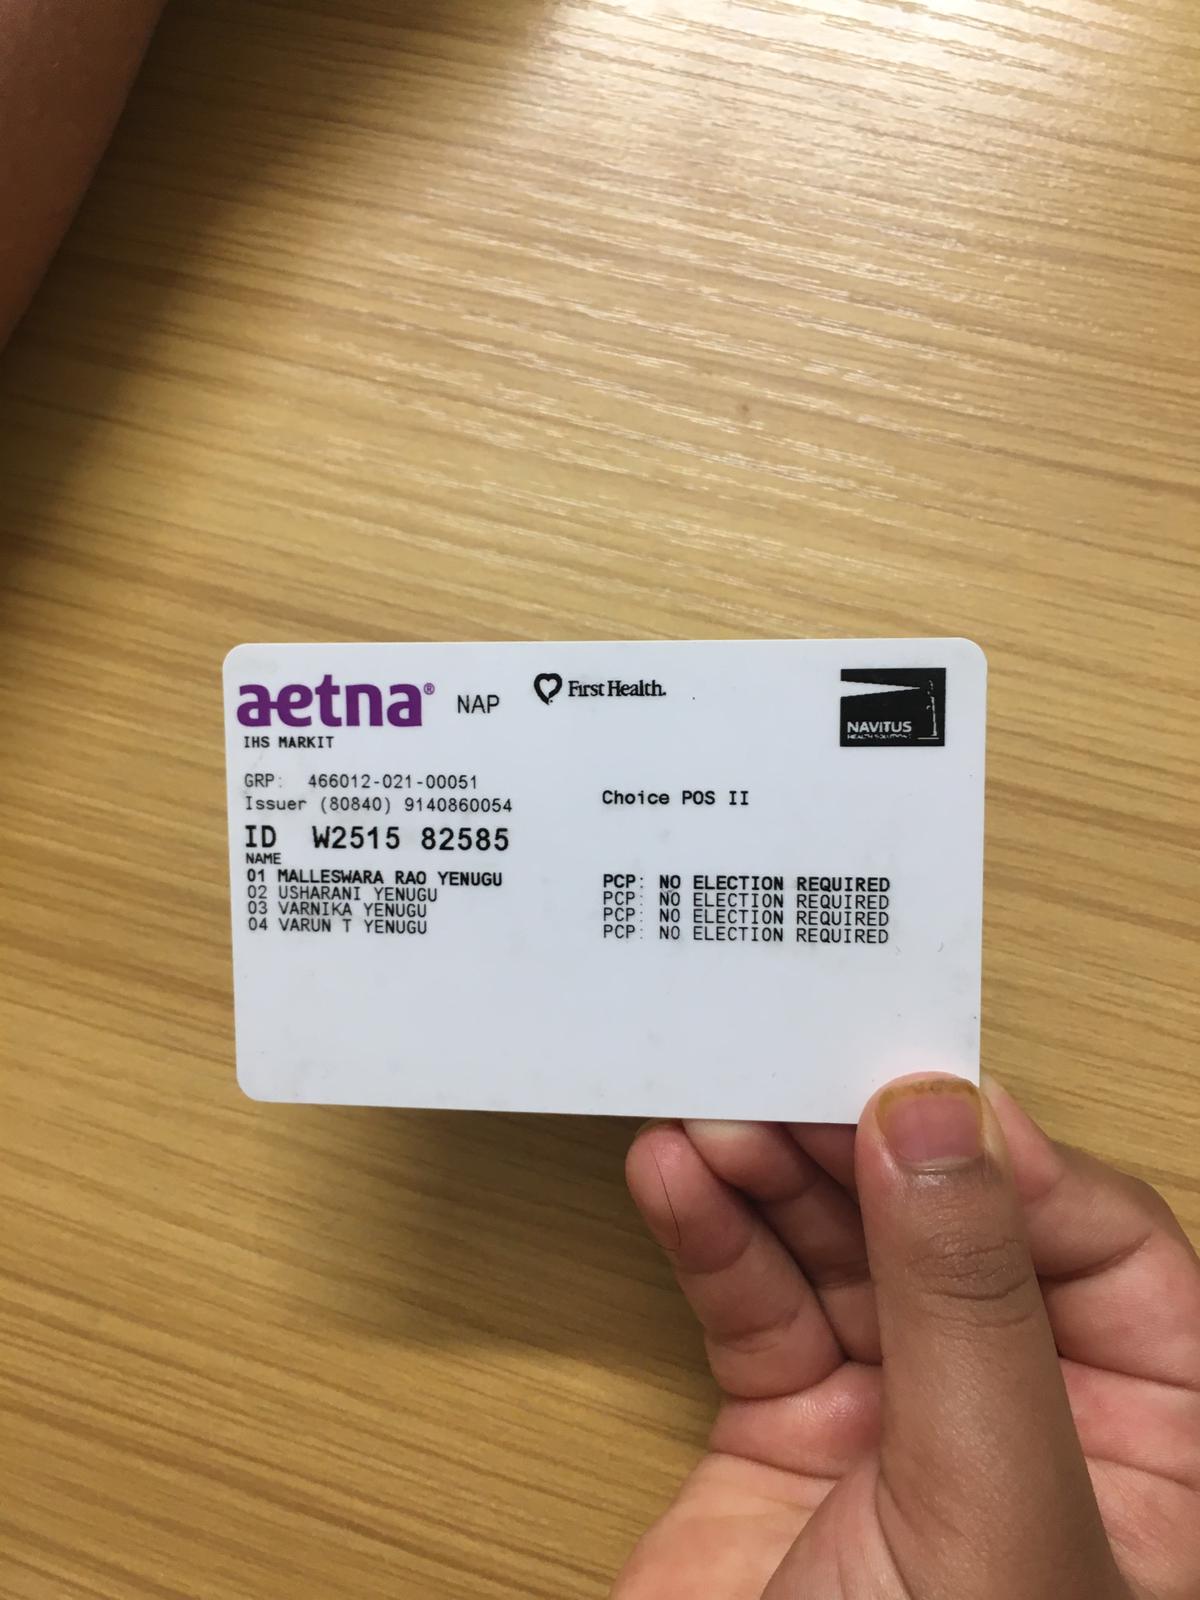 aetna® NAP First Health.
NAVITUS
HEALTH SOLUTIONS
IHS MARKIT
GRP: 466012-021-00051
Issuer (80840) 9140860054
Choice POS II
ID W2515 82585
NAME
01 MALLESWARA RAO YENUGU PCP: NO ELECTION REQUIRED
02 USHARANI YENUGU PCP: NO ELECTION REQUIRED
03 VARNIKA YENUGU PCP: NO ELECTION REQUIRED
04 VARUN T YENUGU PCP: NO ELECTION REQUIRED